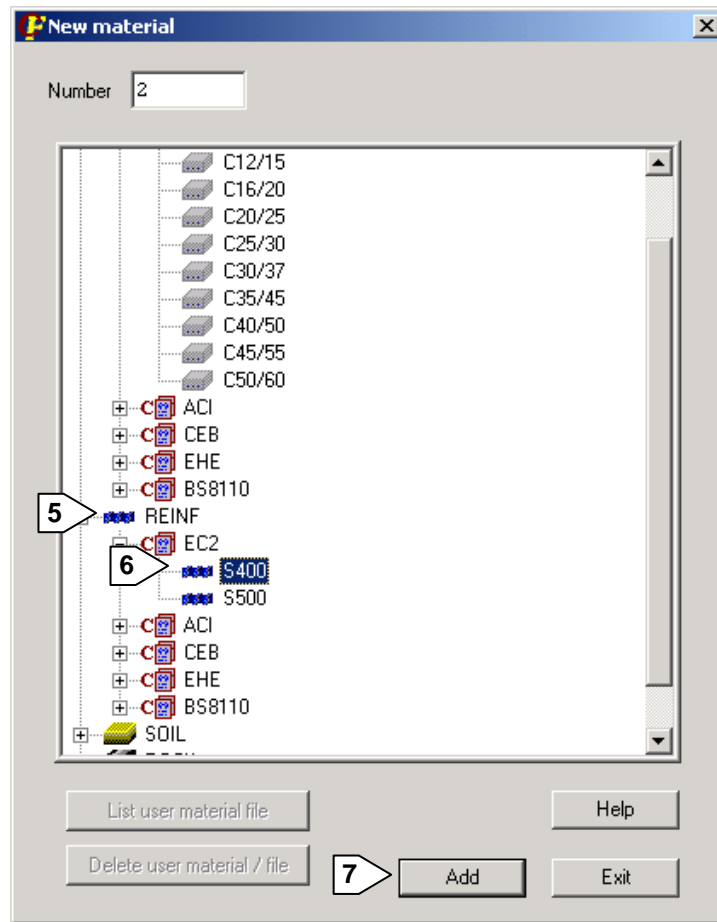 New material
Number 2
C12/15
C16/20
C20/25
C25/30
C30/37
C35/45
C40/50
C45/55
C50/60
ACI
CEB
EHE
BS8110
5 REINF
EC2
6 S400
S500
ACI
CEB
EHE
BS8110
SOIL
List user material file
Help
Delete user material / file
7 Add
Exit